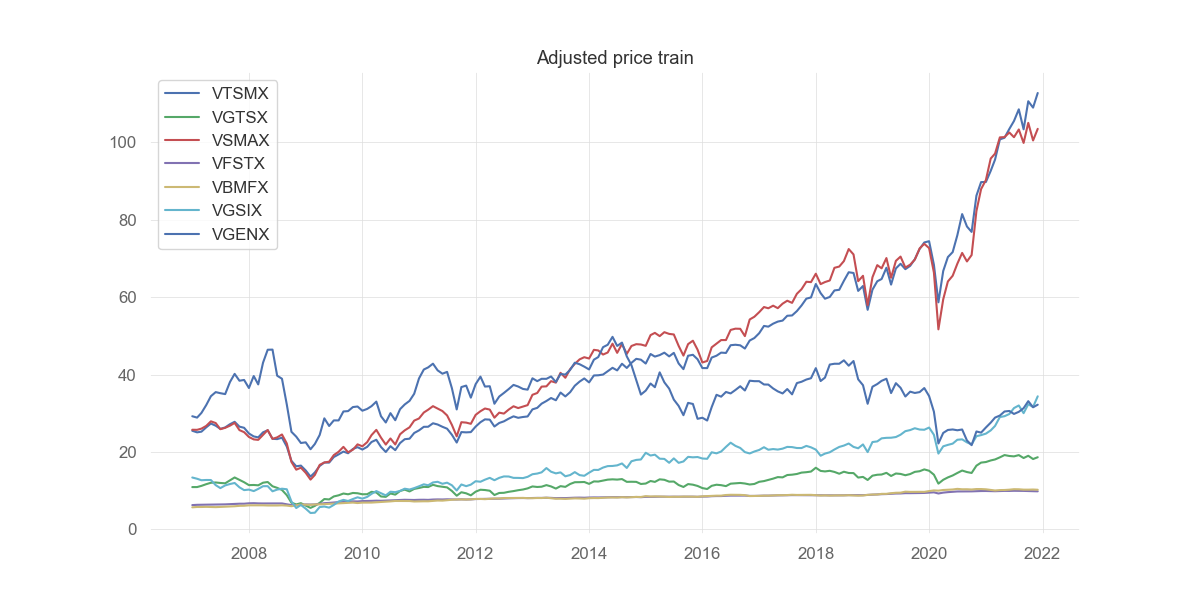 Adjusted price train
VTSMX
VGTSX
VSMAX
VFSTX
VBMFX
VGSIX
VGENX
100
80
60
40
20
0
2008 2010 2012 2014 2016 2018 2020 2022